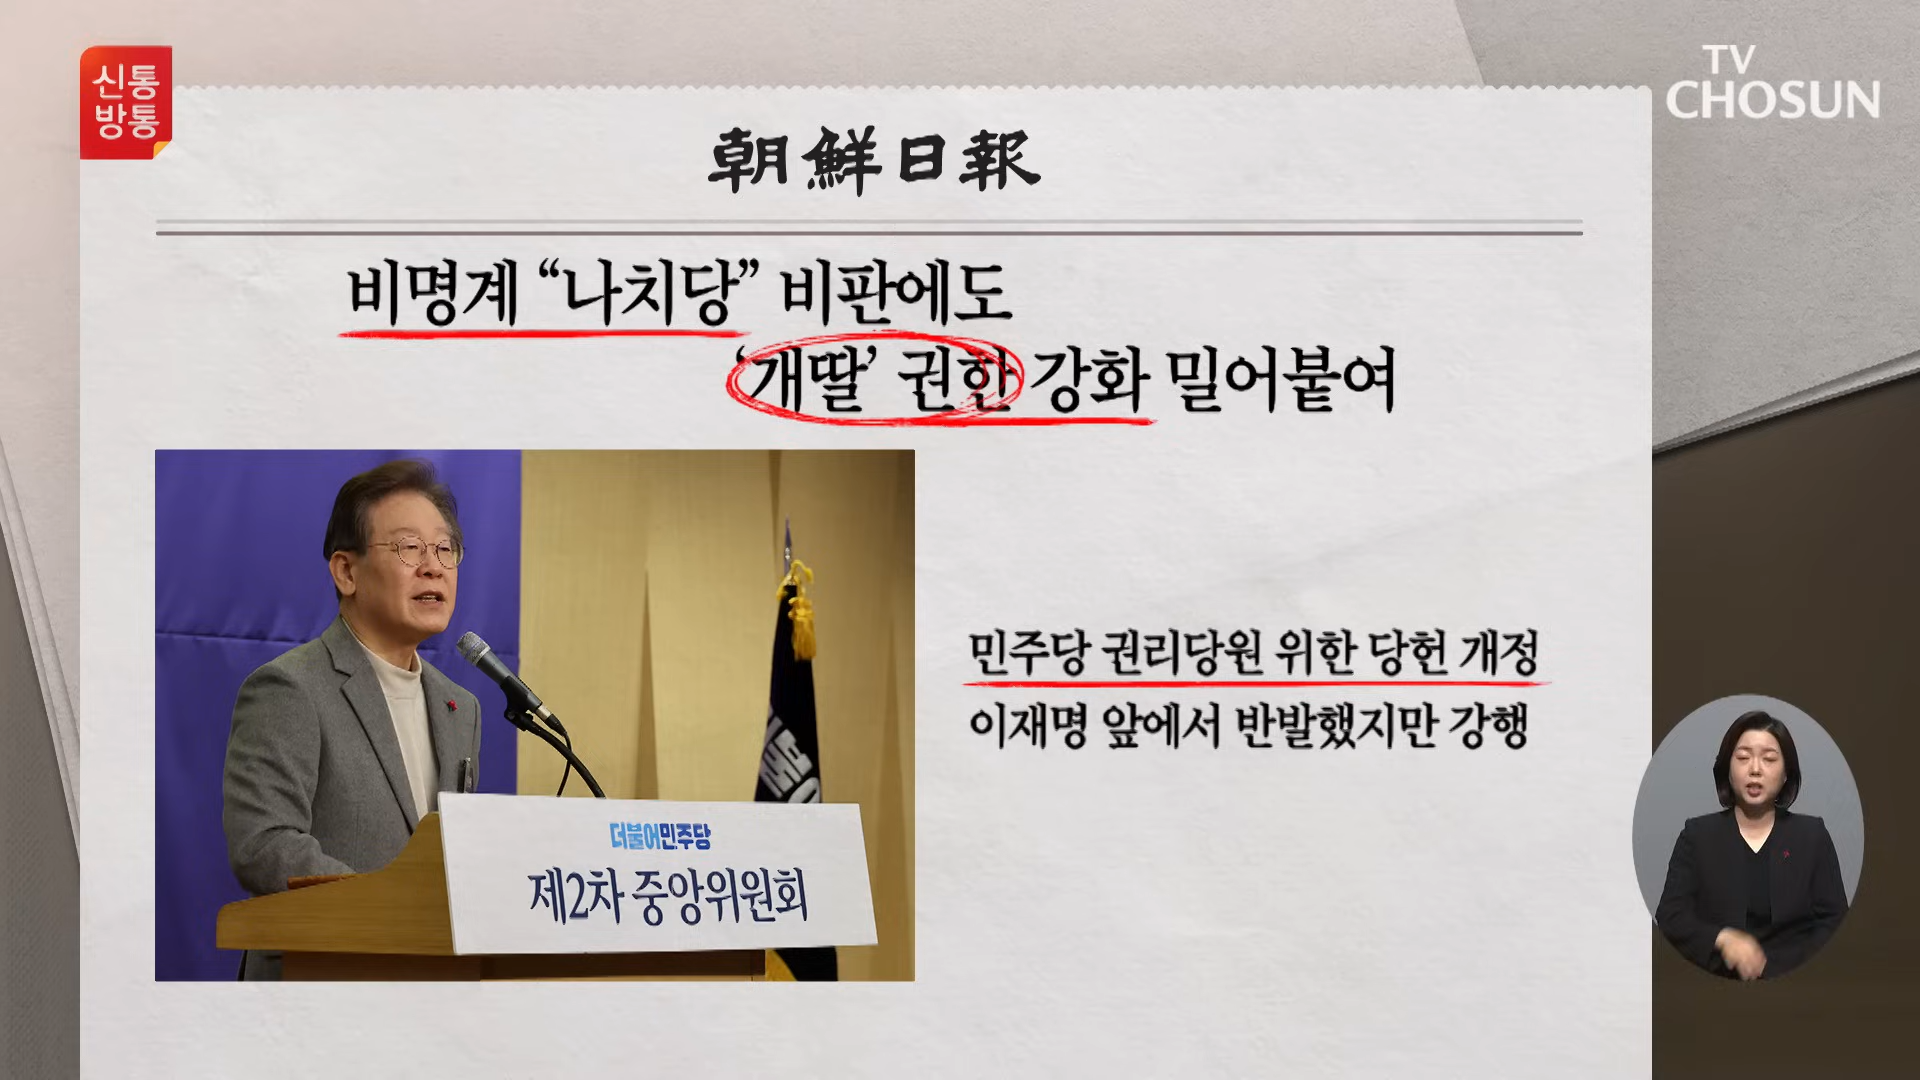 신통
방통
TV
CHOSUN
朝鮮日報
비명계 “나치당” 비판에도
‘개딸’ 권한 강화 밀어붙여
민주당 권리당원 위한 당헌 개정
이재명 앞에서 반발했지만 강행
더불어민주당
제2차 중앙위원회